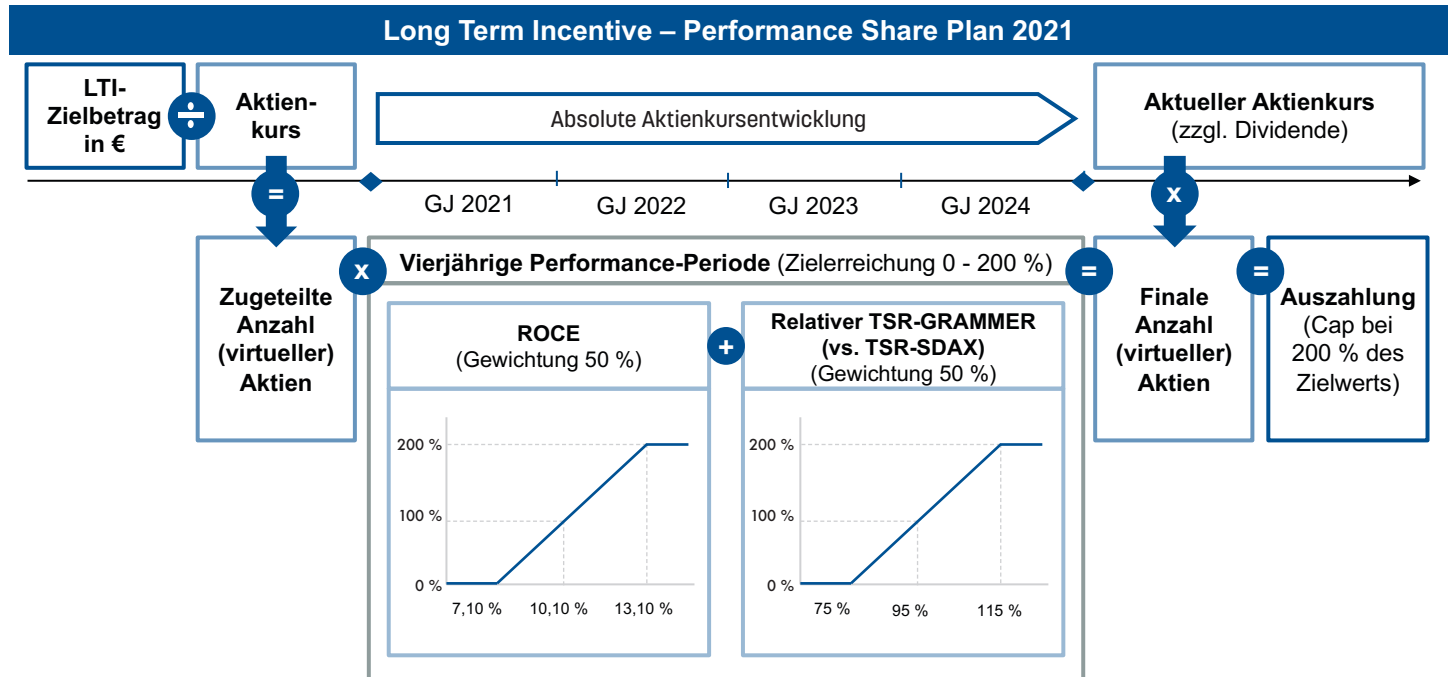 Long Term Incentive – Performance Share Plan 2021
LTI-
Zielbetrag
in €
÷
Aktien-
kurs
Absolute Aktienkursentwicklung
Aktueller Aktienkurs
(zzgl. Dividende)
=
GJ 2021
GJ 2022
GJ 2023
GJ 2024
x
Zugeteilte
Anzahl
(virtueller)
Aktien
x
Vierjährige Performance-Periode (Zielerreichung 0 - 200 %)
=
Finale
Anzahl
(virtueller)
Aktien
=
Auszahlung
(Cap bei
200 % des
Zielwerts)
ROCE
(Gewichtung 50 %)
+
Relativer TSR-GRAMMER
(vs. TSR-SDAX)
(Gewichtung 50 %)
200 %
100 %
0 %
7,10 %
10,10 %
13,10 %
200 %
100 %
0 %
75 %
95 %
115 %